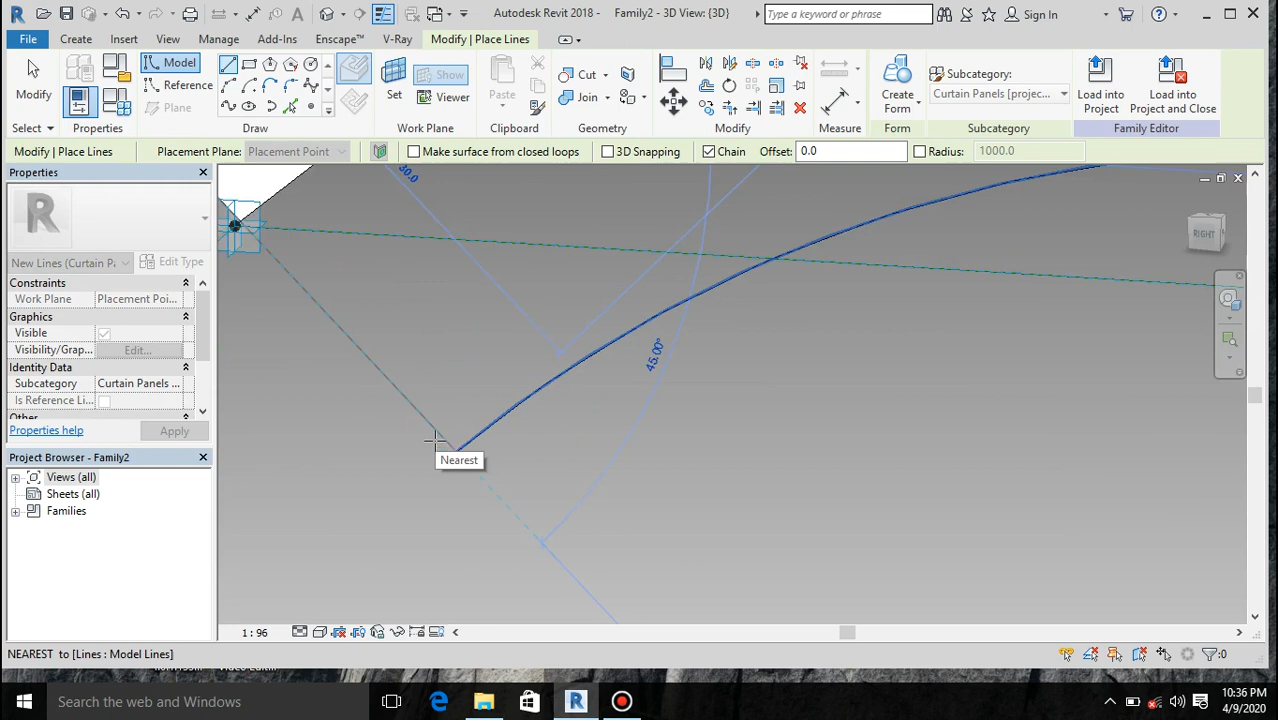 Autodesk Revit 2018 - Family2 - 3D View: {3D}
Type a keyword or phrase
Sign In
File Create Insert View Manage Add-Ins Enscape™ V-Ray Modify | Place Lines
Modify
Model
Reference
Plane
Set
Show
Viewer
Paste
Cut
Join
Create
Form
Subcategory:
Curtain Panels [projec...
Load into
Project
Load into
Project and Close
Select Properties Draw Work Plane Clipboard Geometry Modify Measure Form Subcategory Family Editor
Modify | Place Lines Placement Plane: Placement Point Make surface from closed loops 3D Snapping Chain Offset: 0.0 Radius: 1000.0
Properties
New Lines (Curtain P
Edit Type
Constraints
Work Plane Placement Poi...
Graphics
Visible
Visibility/Grap... Edit...
Identity Data
Subcategory Curtain Panels ...
Is Reference Li...
Other
Properties help Apply
Project Browser - Family2
Views (all)
Sheets (all)
Families
30.0
45.00°
Nearest
RIGHT
1 : 96
NEAREST to [Lines : Model Lines]
:0
Search the web and Windows
10:36 PM
4/9/2020